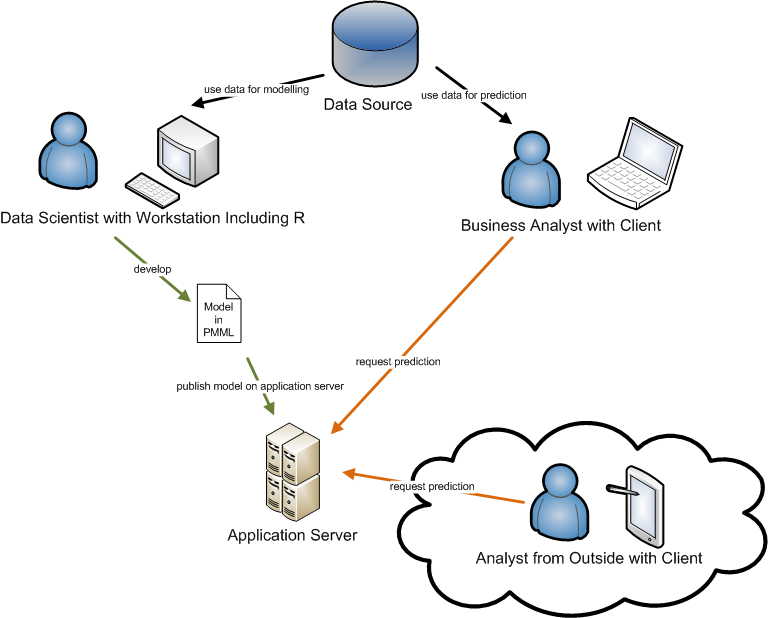 Data Source
use data for modelling
use data for prediction
Data Scientist with Workstation Including R
Business Analyst with Client
develop
Model
in
PMML
request prediction
publish model on application server
request prediction
Application Server
Analyst from Outside with Client